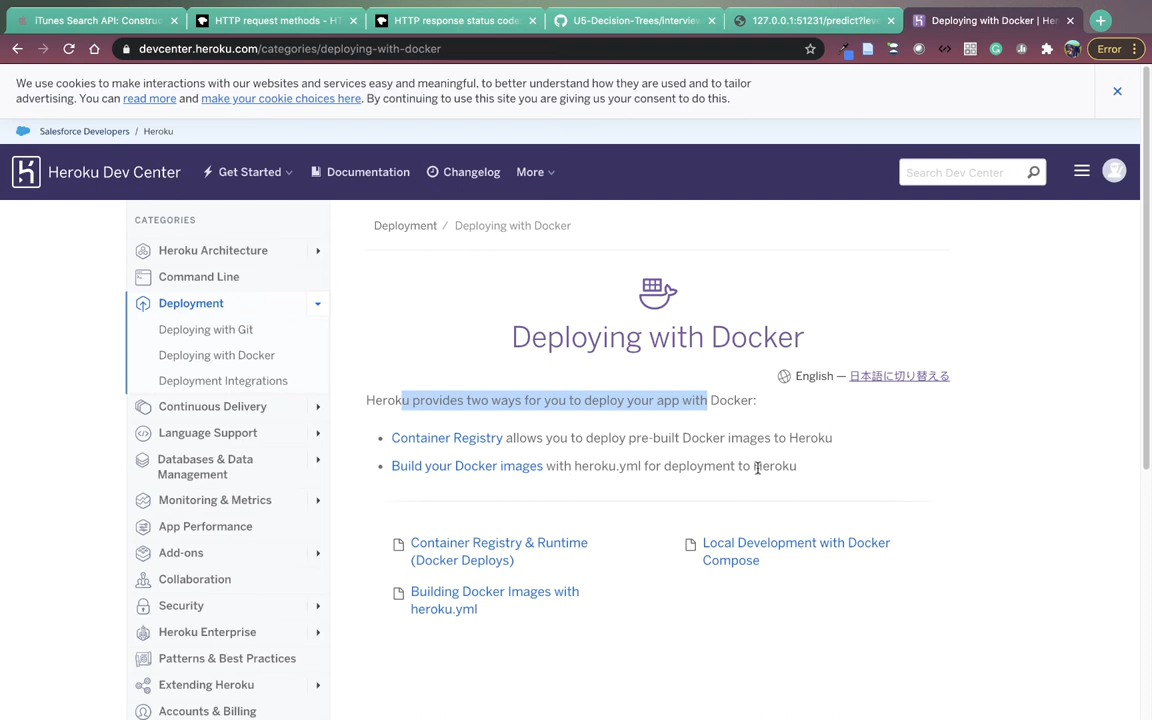 iTunes Search API: Construc
HTTP request methods - HT
HTTP response status code
U5-Decision-Trees/interview
127.0.0.1:51231/predict?leve
Deploying with Docker | Her
devcenter.heroku.com/categories/deploying-with-docker
Error
We use cookies to make interactions with our websites and services easy and meaningful, to better understand how they are used and to tailor
advertising. You can read more and make your cookie choices here. By continuing to use this site you are giving us your consent to do this.
Salesforce Developers / Heroku
Heroku Dev Center
Get Started
Documentation
Changelog
More
Search Dev Center
CATEGORIES
Heroku Architecture
Command Line
Deployment
Deploying with Git
Deploying with Docker
Deployment Integrations
Continuous Delivery
Language Support
Databases & Data
Management
Monitoring & Metrics
App Performance
Add-ons
Collaboration
Security
Heroku Enterprise
Patterns & Best Practices
Extending Heroku
Accounts & Billing
Deployment / Deploying with Docker
Deploying with Docker
English — 日本語に切り替える
Heroku provides two ways for you to deploy your app with Docker:
• Container Registry allows you to deploy pre-built Docker images to Heroku
• Build your Docker images with heroku.yml for deployment to Heroku
Container Registry & Runtime
(Docker Deploys)
Building Docker Images with
heroku.yml
Local Development with Docker
Compose